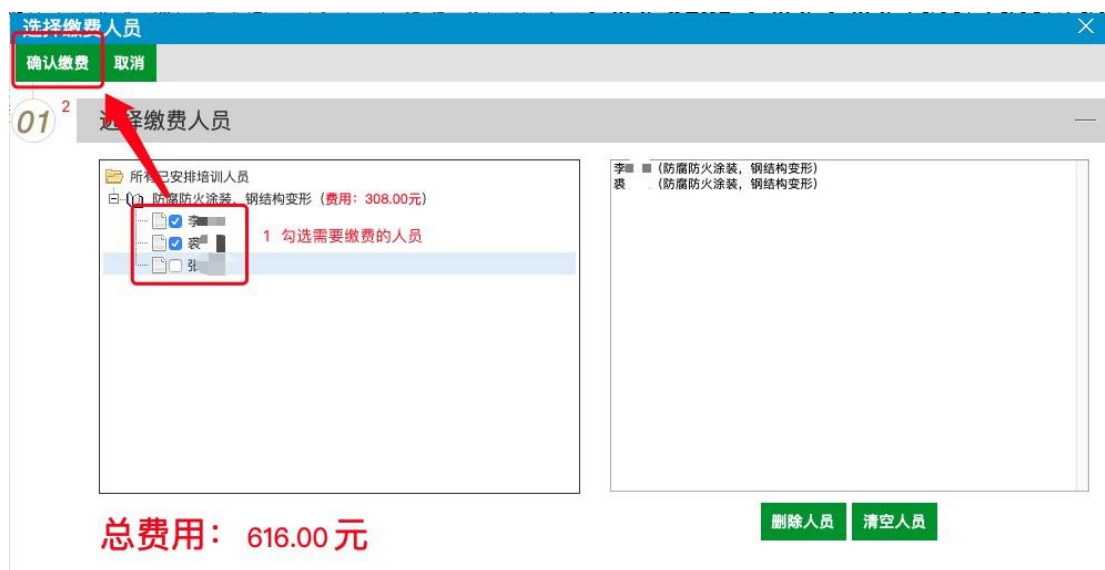 选择缴费人员
确认缴费 取消
01 2 选择缴费人员
所有已安排培训人员
防腐防火涂装，钢结构变形（费用：308.00元）
李
裘
张
1 勾选需要缴费的人员
李 （防腐防火涂装，钢结构变形）
裘 （防腐防火涂装，钢结构变形）
总费用： 616.00 元
删除人员 清空人员